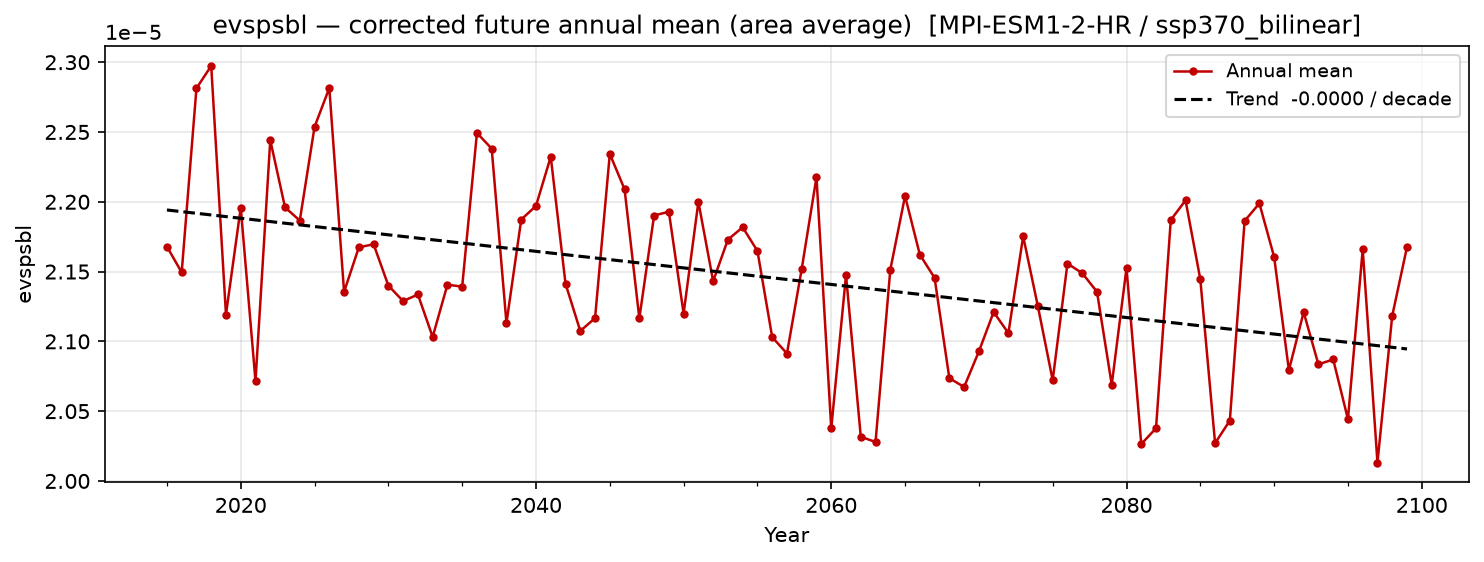 evspsbl — corrected future annual mean (area average)  [MPI-ESM1-2-HR / ssp370_bilinear]
1e−5
Annual mean
Trend  -0.0000 / decade
2.30
2.25
2.20
2.15
2.10
2.05
2.00
evspsbl
2020
2040
2060
2080
2100
Year